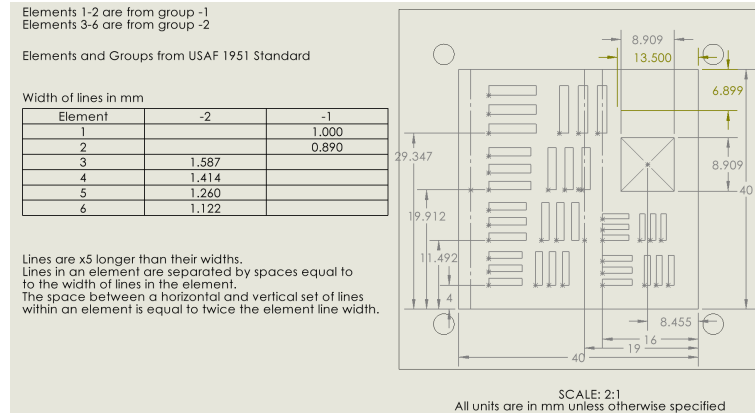 Elements 1-2 are from group -1
Elements 3-6 are from group -2
Elements and Groups from USAF 1951 Standard
Width of lines in mm
Element -2 -1
1 1.000
2 0.890
3 1.587
4 1.414
5 1.260
6 1.122
Lines are x5 longer than their widths.
Lines in an element are separated by spaces equal to
to the width of lines in the element.
The space between a horizontal and vertical set of lines
within an element is equal to twice the element line width.
8.909
13.500
6.899
29.347
8.909
40
19.912
11.492
4
8.455
16
19
40
SCALE: 2:1
All units are in mm unless otherwise specified